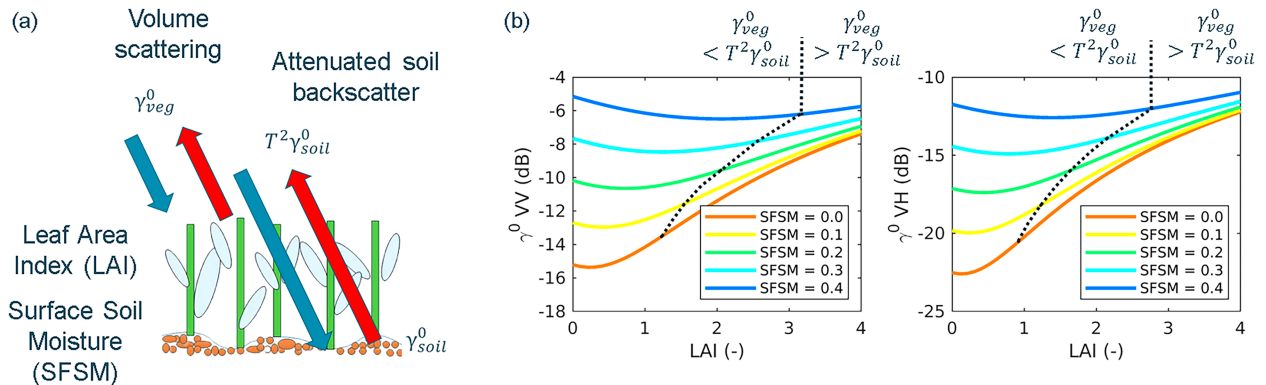 (a)
Volume
scattering
γ⁰veg
Attenuated soil
backscatter
T²γ⁰soil
Leaf Area
Index (LAI)
Surface Soil
Moisture
(SFSM)
γ⁰soil
(b)
γ⁰veg
< T²γ⁰soil
γ⁰veg
> T²γ⁰soil
γ⁰ VV (dB)
-4
-6
-8
-10
-12
-14
-16
-18
0 1 2 3 4
LAI (-)
SFSM = 0.0
SFSM = 0.1
SFSM = 0.2
SFSM = 0.3
SFSM = 0.4
γ⁰veg
< T²γ⁰soil
γ⁰veg
> T²γ⁰soil
γ⁰ VH (dB)
-10
-15
-20
-25
0 1 2 3 4
LAI (-)
SFSM = 0.0
SFSM = 0.1
SFSM = 0.2
SFSM = 0.3
SFSM = 0.4